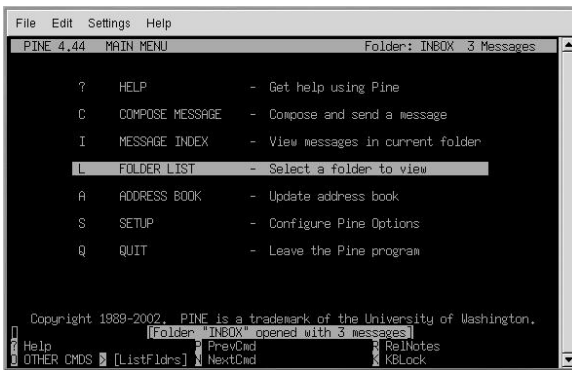 File Edit Settings Help
PINE 4.44 MAIN MENU Folder: INBOX 3 Messages
? HELP - Get help using Pine
C COMPOSE MESSAGE - Compose and send a message
I MESSAGE INDEX - View messages in current folder
L FOLDER LIST - Select a folder to view
A ADDRESS BOOK - Update address book
S SETUP - Configure Pine Options
Q QUIT - Leave the Pine program
Copyright 1989-2002. PINE is a trademark of the University of Washington.
[Folder "INBOX" opened with 3 messages]
? Help P PrevCmd R RelNotes
O OTHER CMDS > [ListFldrs] N NextCmd K KBLock